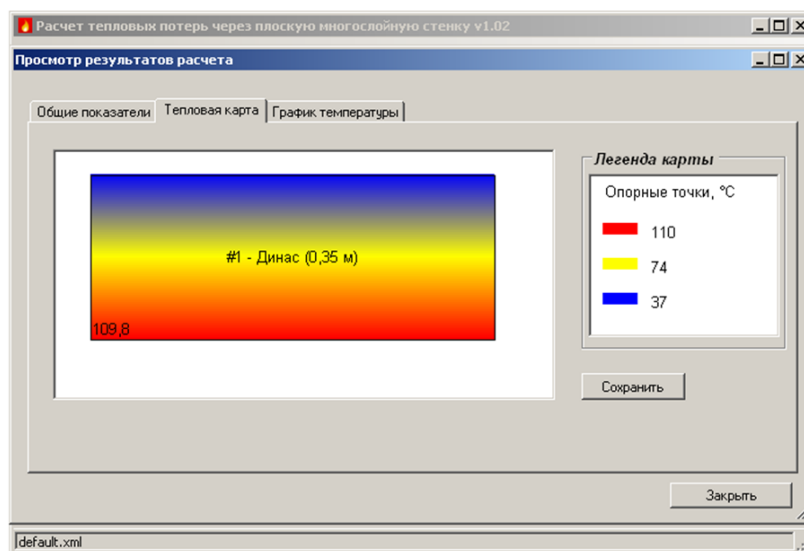 Расчет тепловых потерь через плоскую многослойную стенку v1.02
Просмотр результатов расчета
Общие показатели
Тепловая карта
График температуры
Легенда карты
Опорные точки, °C
#1 - Динас (0,35 м)
110
74
37
109,8
Сохранить
Закрыть
default.xml